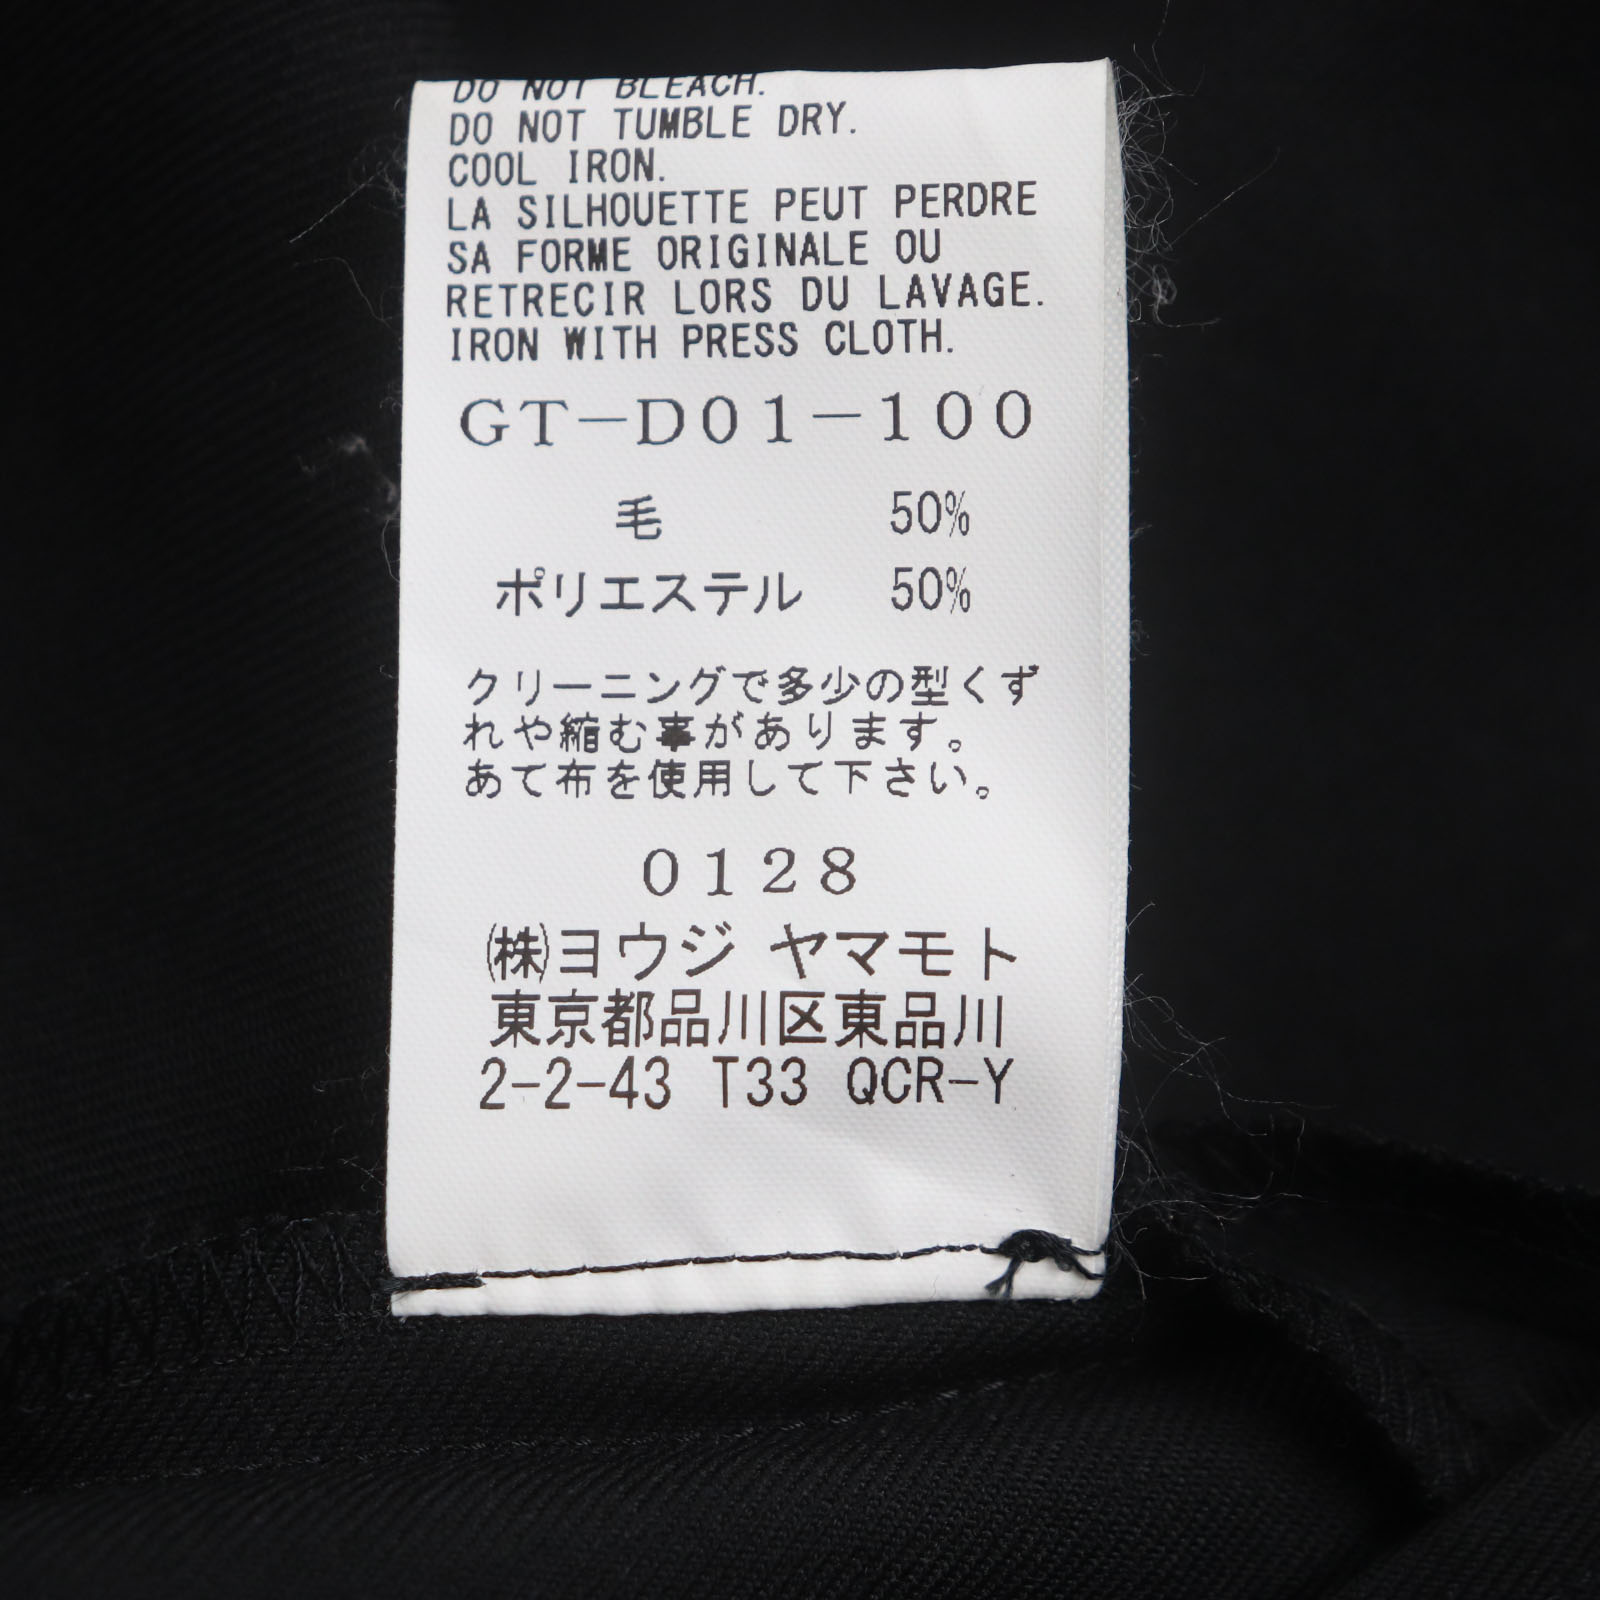 DO NOT BLEACH.
DO NOT TUMBLE DRY.
COOL IRON.
LA SILHOUETTE PEUT PERDRE
SA FORME ORIGINALE OU
RETRECIR LORS DU LAVAGE.
IRON WITH PRESS CLOTH.
GT-D01-100
毛 50%
ポリエステル 50%
クリーニングで多少の型くず
れや縮む事があります。
あて布を使用して下さい。
0128
㈱ヨウジ ヤマモト
東京都品川区東品川
2-2-43 T33 QCR-Y